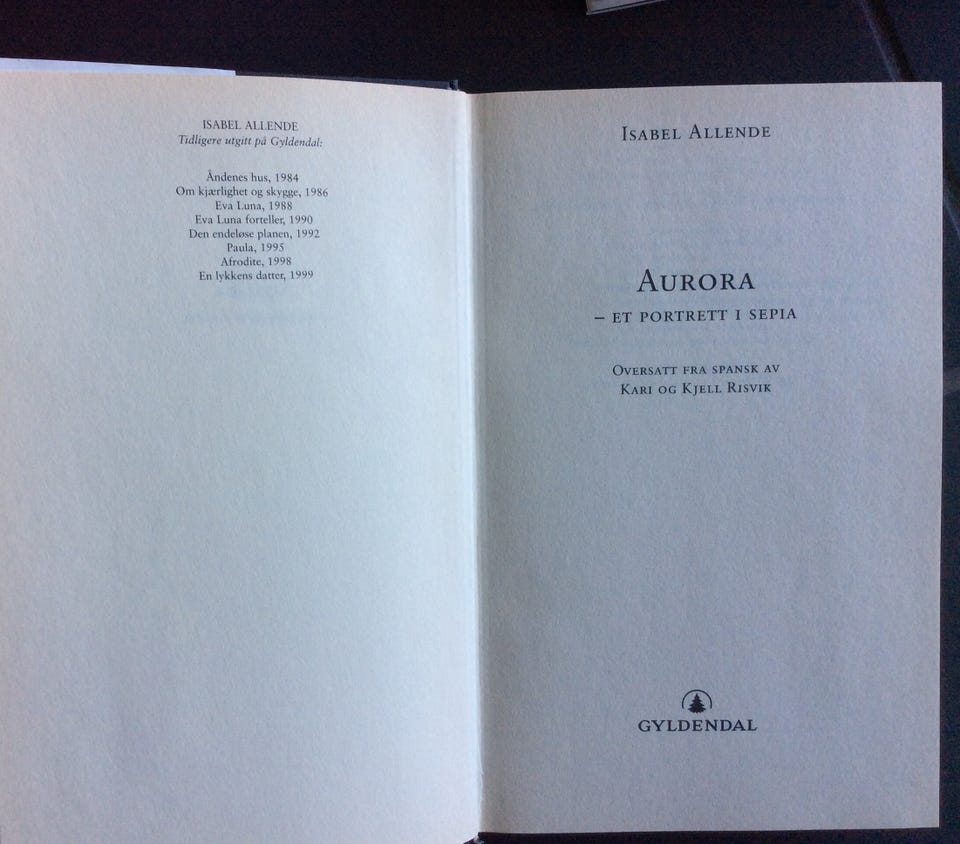 ISABEL ALLENDE
Tidligere utgitt på Gyldendal:
Åndenes hus, 1984
Om kjærlighet og skygge, 1986
Eva Luna, 1988
Eva Luna forteller, 1990
Den endeløse planen, 1992
Paula, 1995
Afrodite, 1998
En lykkens datter, 1999
ISABEL ALLENDE
AURORA
– ET PORTRETT I SEPIA
OVERSATT FRA SPANSK AV
KARI OG KJELL RISVIK
GYLDENDAL